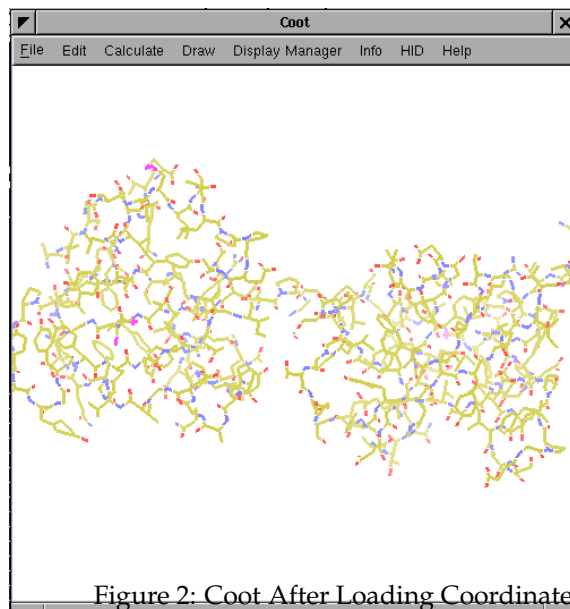 Coot
File Edit Calculate Draw Display Manager Info HID Help
Figure 2: Coot After Loading Coordinate